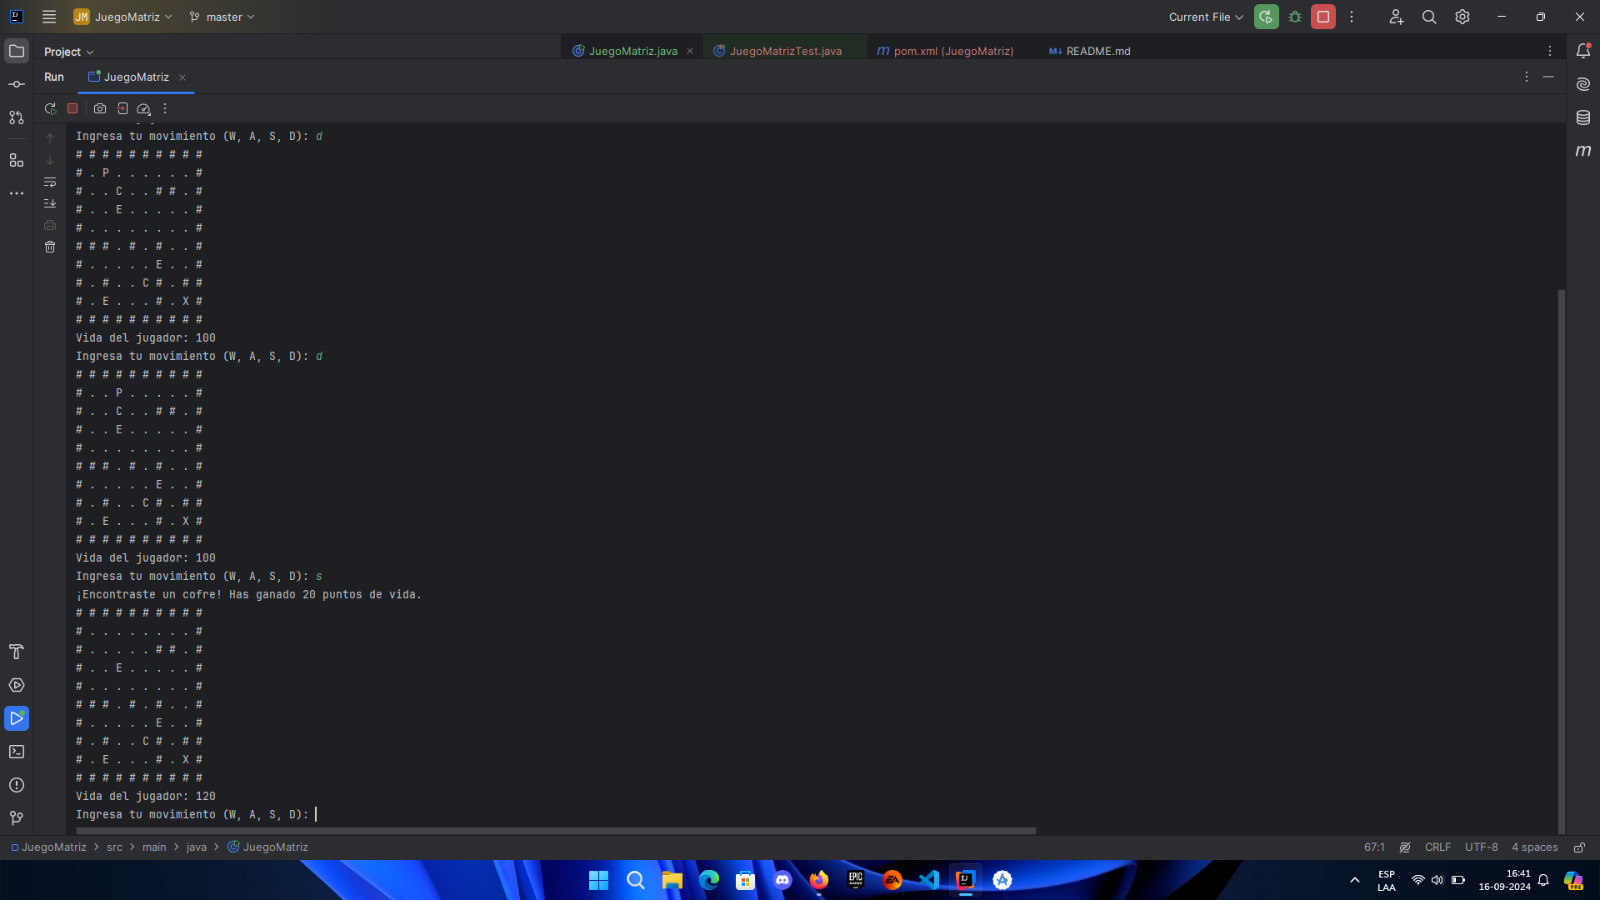 JM JuegoMatriz master Current File
Project JuegoMatriz.java JuegoMatrizTest.java m pom.xml (JuegoMatriz) M↓ README.md
Run JuegoMatriz
Ingresa tu movimiento (W, A, S, D): d
# # # # # # # # # #
# . P . . . . . . #
# . . C . . # # . #
# . . E . . . . . #
# . . . . . . . . #
# # # . # . # . . #
# . . . . . E . . #
# . # . . C # . # #
# . E . . . # . X #
# # # # # # # # # #
Vida del jugador: 100
Ingresa tu movimiento (W, A, S, D): d
# # # # # # # # # #
# . . P . . . . . #
# . . C . . # # . #
# . . E . . . . . #
# . . . . . . . . #
# # # . # . # . . #
# . . . . . E . . #
# . # . . C # . # #
# . E . . . # . X #
# # # # # # # # # #
Vida del jugador: 100
Ingresa tu movimiento (W, A, S, D): s
¡Encontraste un cofre! Has ganado 20 puntos de vida.
# # # # # # # # # #
# . . . . . . . . #
# . . . . . # # . #
# . . E . . . . . #
# . . . . . . . . #
# # # . # . # . . #
# . . . . . E . . #
# . # . . C # . # #
# . E . . . # . X #
# # # # # # # # # #
Vida del jugador: 120
Ingresa tu movimiento (W, A, S, D):
JuegoMatriz > src > main > java > JuegoMatriz 67:1 CRLF UTF-8 4 spaces
ESP
LAA
16:41
16-09-2024